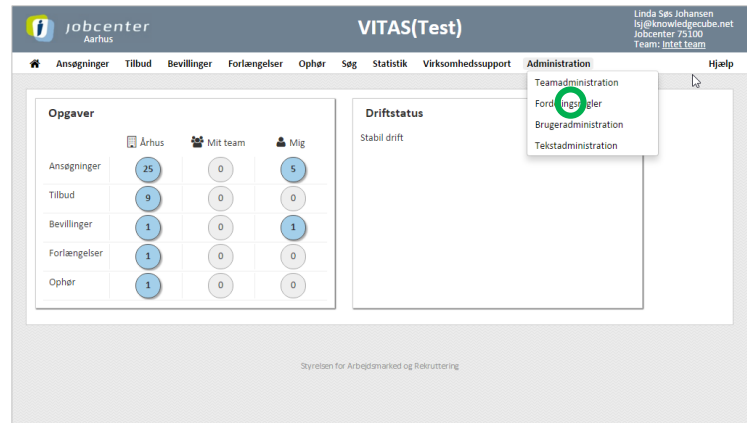 jobcenter
Aarhus
VITAS(Test)
Linda Søs Johansen
lsj@knowledgecube.net
Jobcenter 75100
Team: Intet team
Ansøgninger Tilbud Bevillinger Forlængelser Ophør Søg Statistik Virksomhedssupport Administration Hjælp
Teamadministration
Brugeradministration
Tekstadministration
Opgaver
Århus Mit team Mig
Ansøgninger 25 0 5
Tilbud 9 0 0
Bevillinger 1 0 1
Forlængelser 1 0 0
Ophør 1 0 0
Driftstatus
Stabil drift
Styrelsen for Arbejdsmarked og Rekruttering